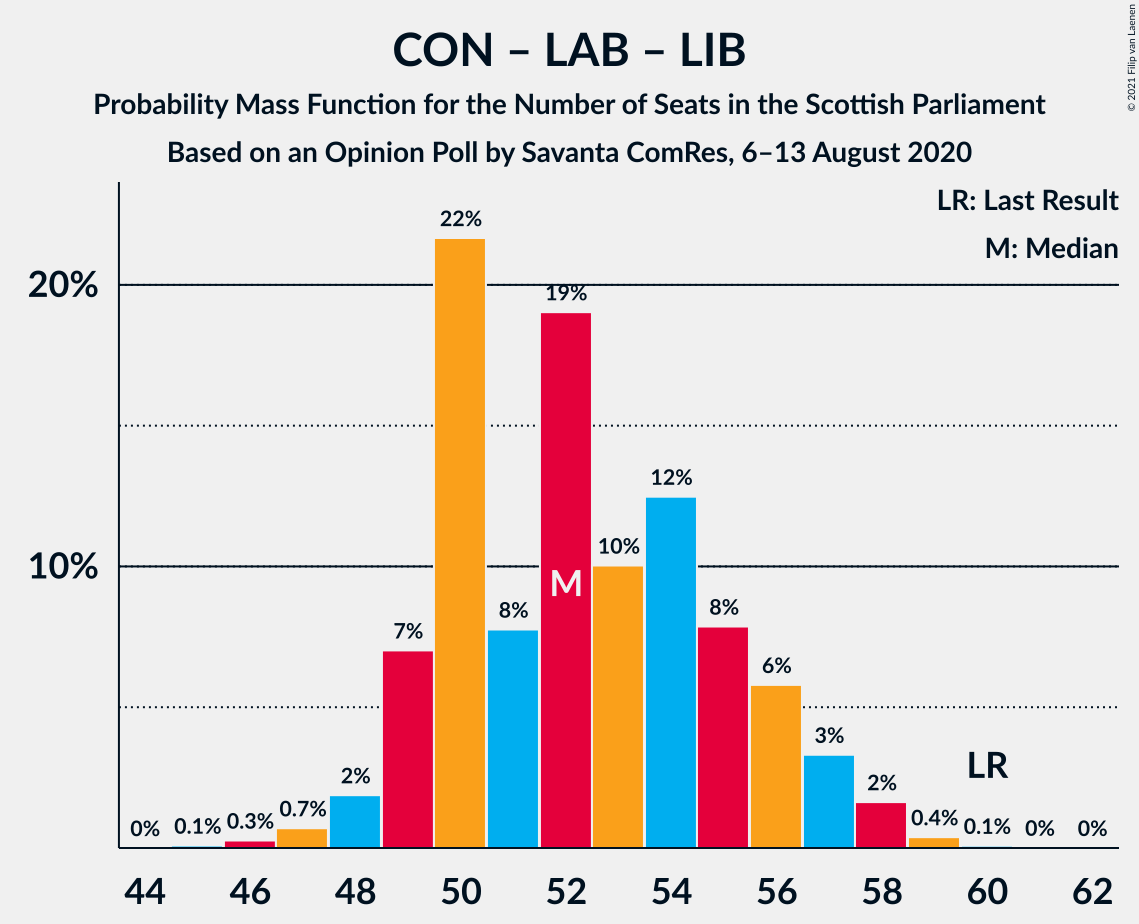 CON – LAB – LIB
Probability Mass Function for the Number of Seats in the Scottish Parliament
Based on an Opinion Poll by Savanta ComRes, 6–13 August 2020
© 2021 Filip van Laenen
LR: Last Result
M: Median
20%
10%
0%
0.1%
0.3%
0.7%
2%
7%
22%
8%
19%
10%
12%
8%
6%
3%
2%
0.4%
0.1%
0%
0%
M
LR
44 46 48 50 52 54 56 58 60 62